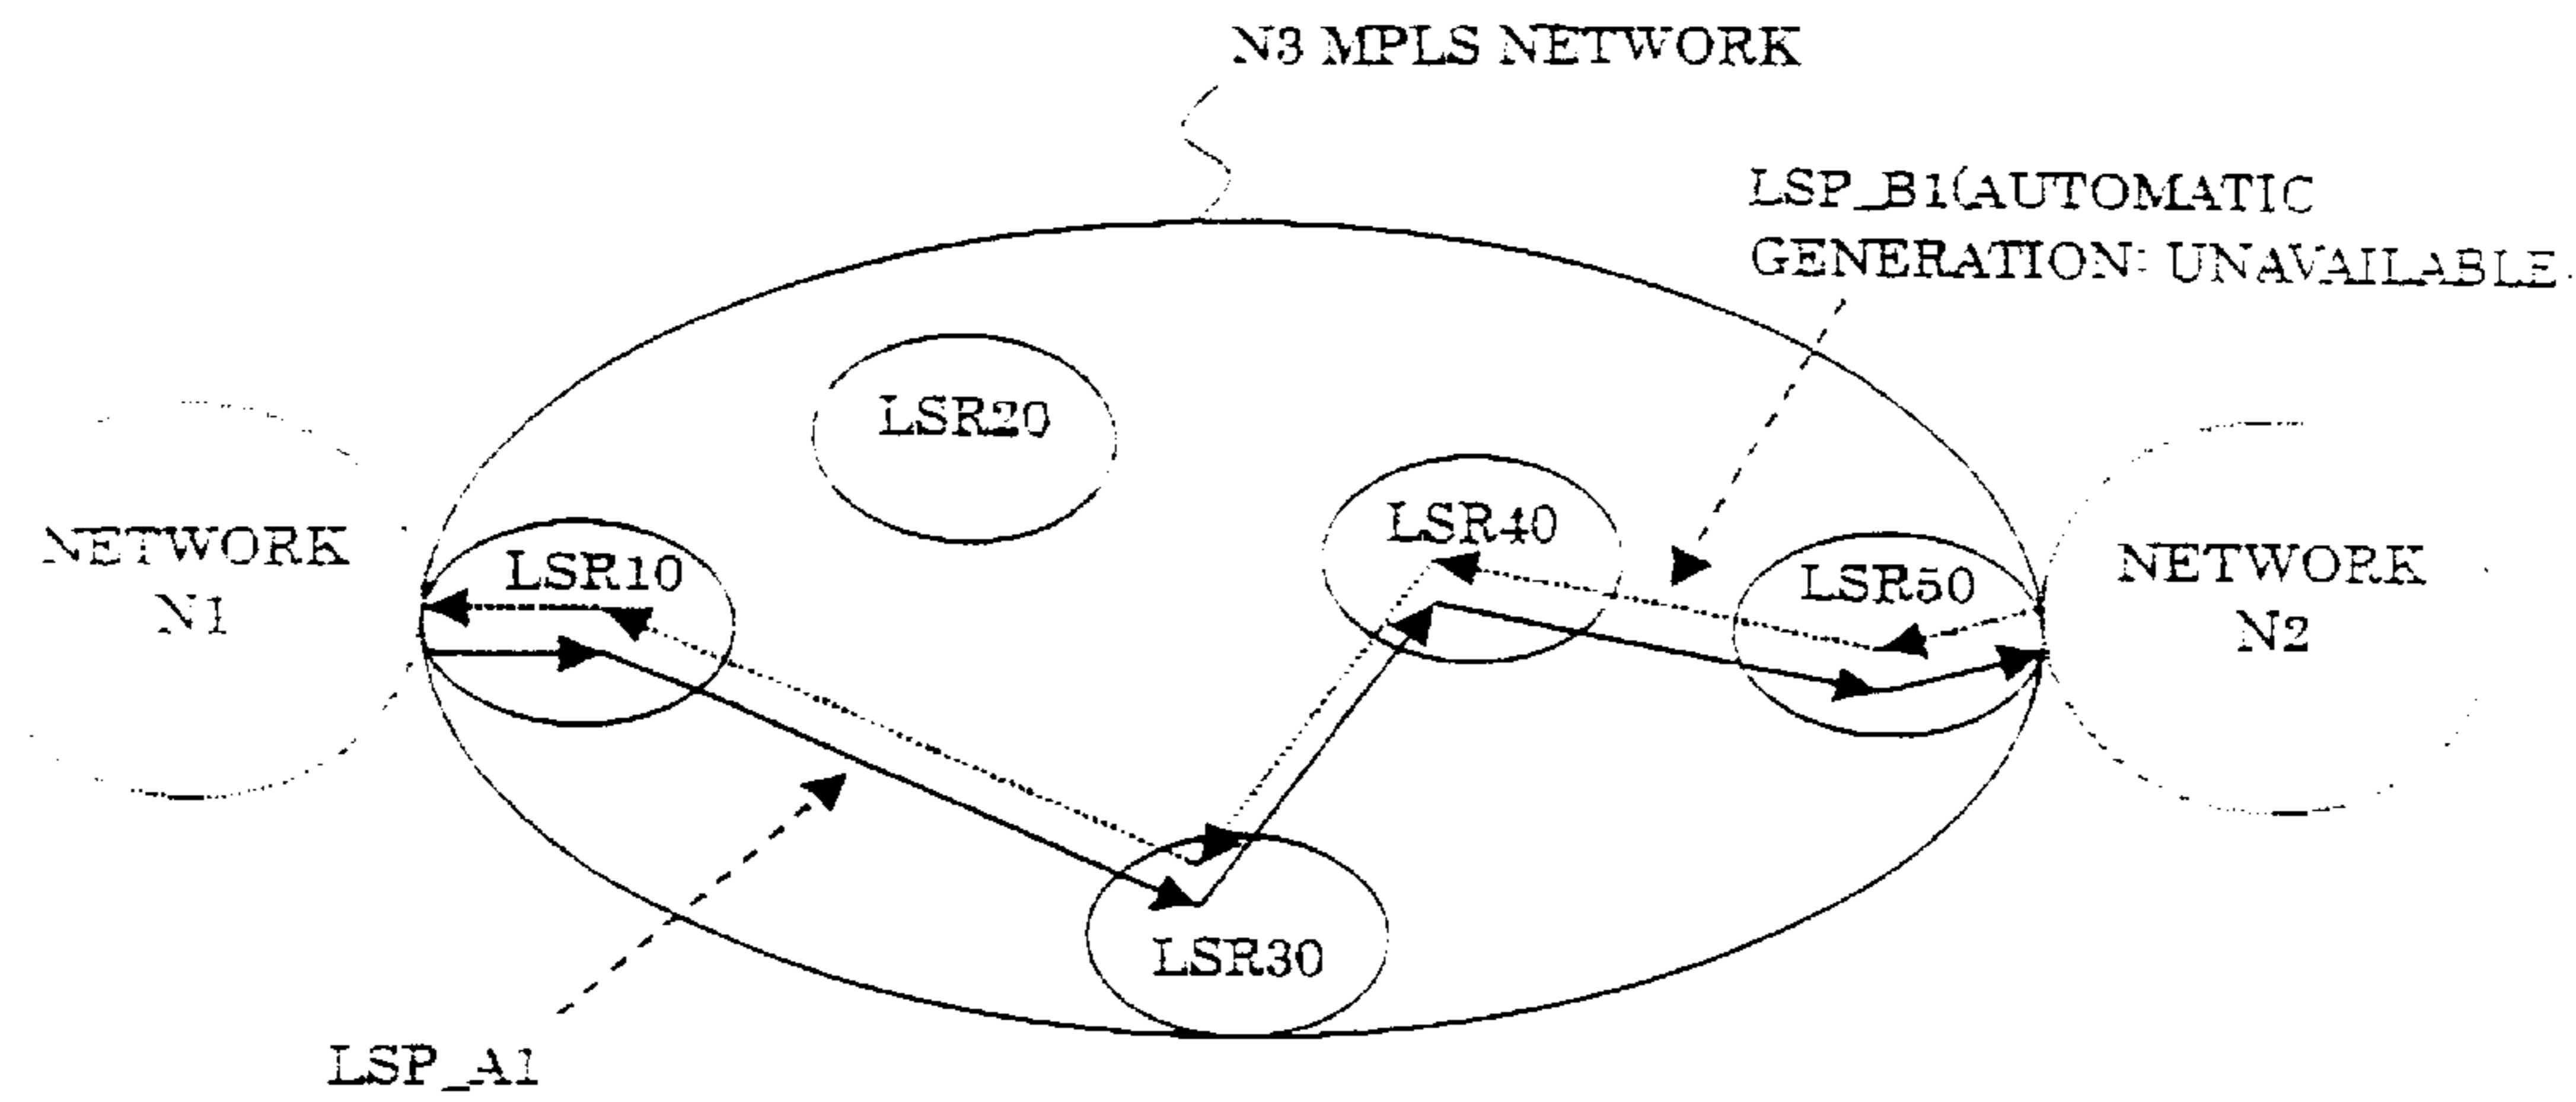 N3 MPLS NETWORK
LSP_B1(AUTOMATIC
GENERATION: UNAVAILABLE
LSR20
LSR40
NETWORK
N1
LSR10
LSR50
NETWORK
N2
LSR30
LSP_A1